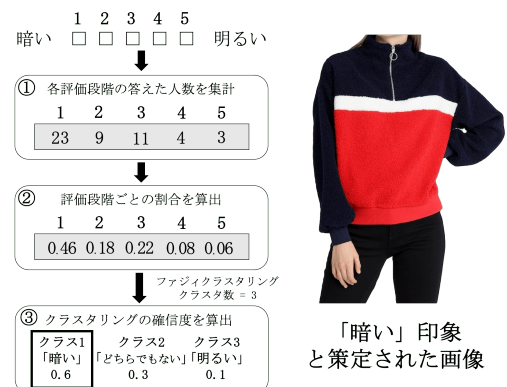 1 2 3 4 5
暗い □ □ □ □ □ 明るい
① 各評価段階の答えた人数を集計
1 2 3 4 5
23 9 11 4 3
② 評価段階ごとの割合を算出
1 2 3 4 5
0.46 0.18 0.22 0.08 0.06
ファジィクラスタリング
クラスタ数 = 3
③ クラスタリングの確信度を算出
クラス1 クラス2 クラス3
「暗い」 「どちらでもない」 「明るい」
0.6 0.3 0.1
「暗い」印象
と策定された画像